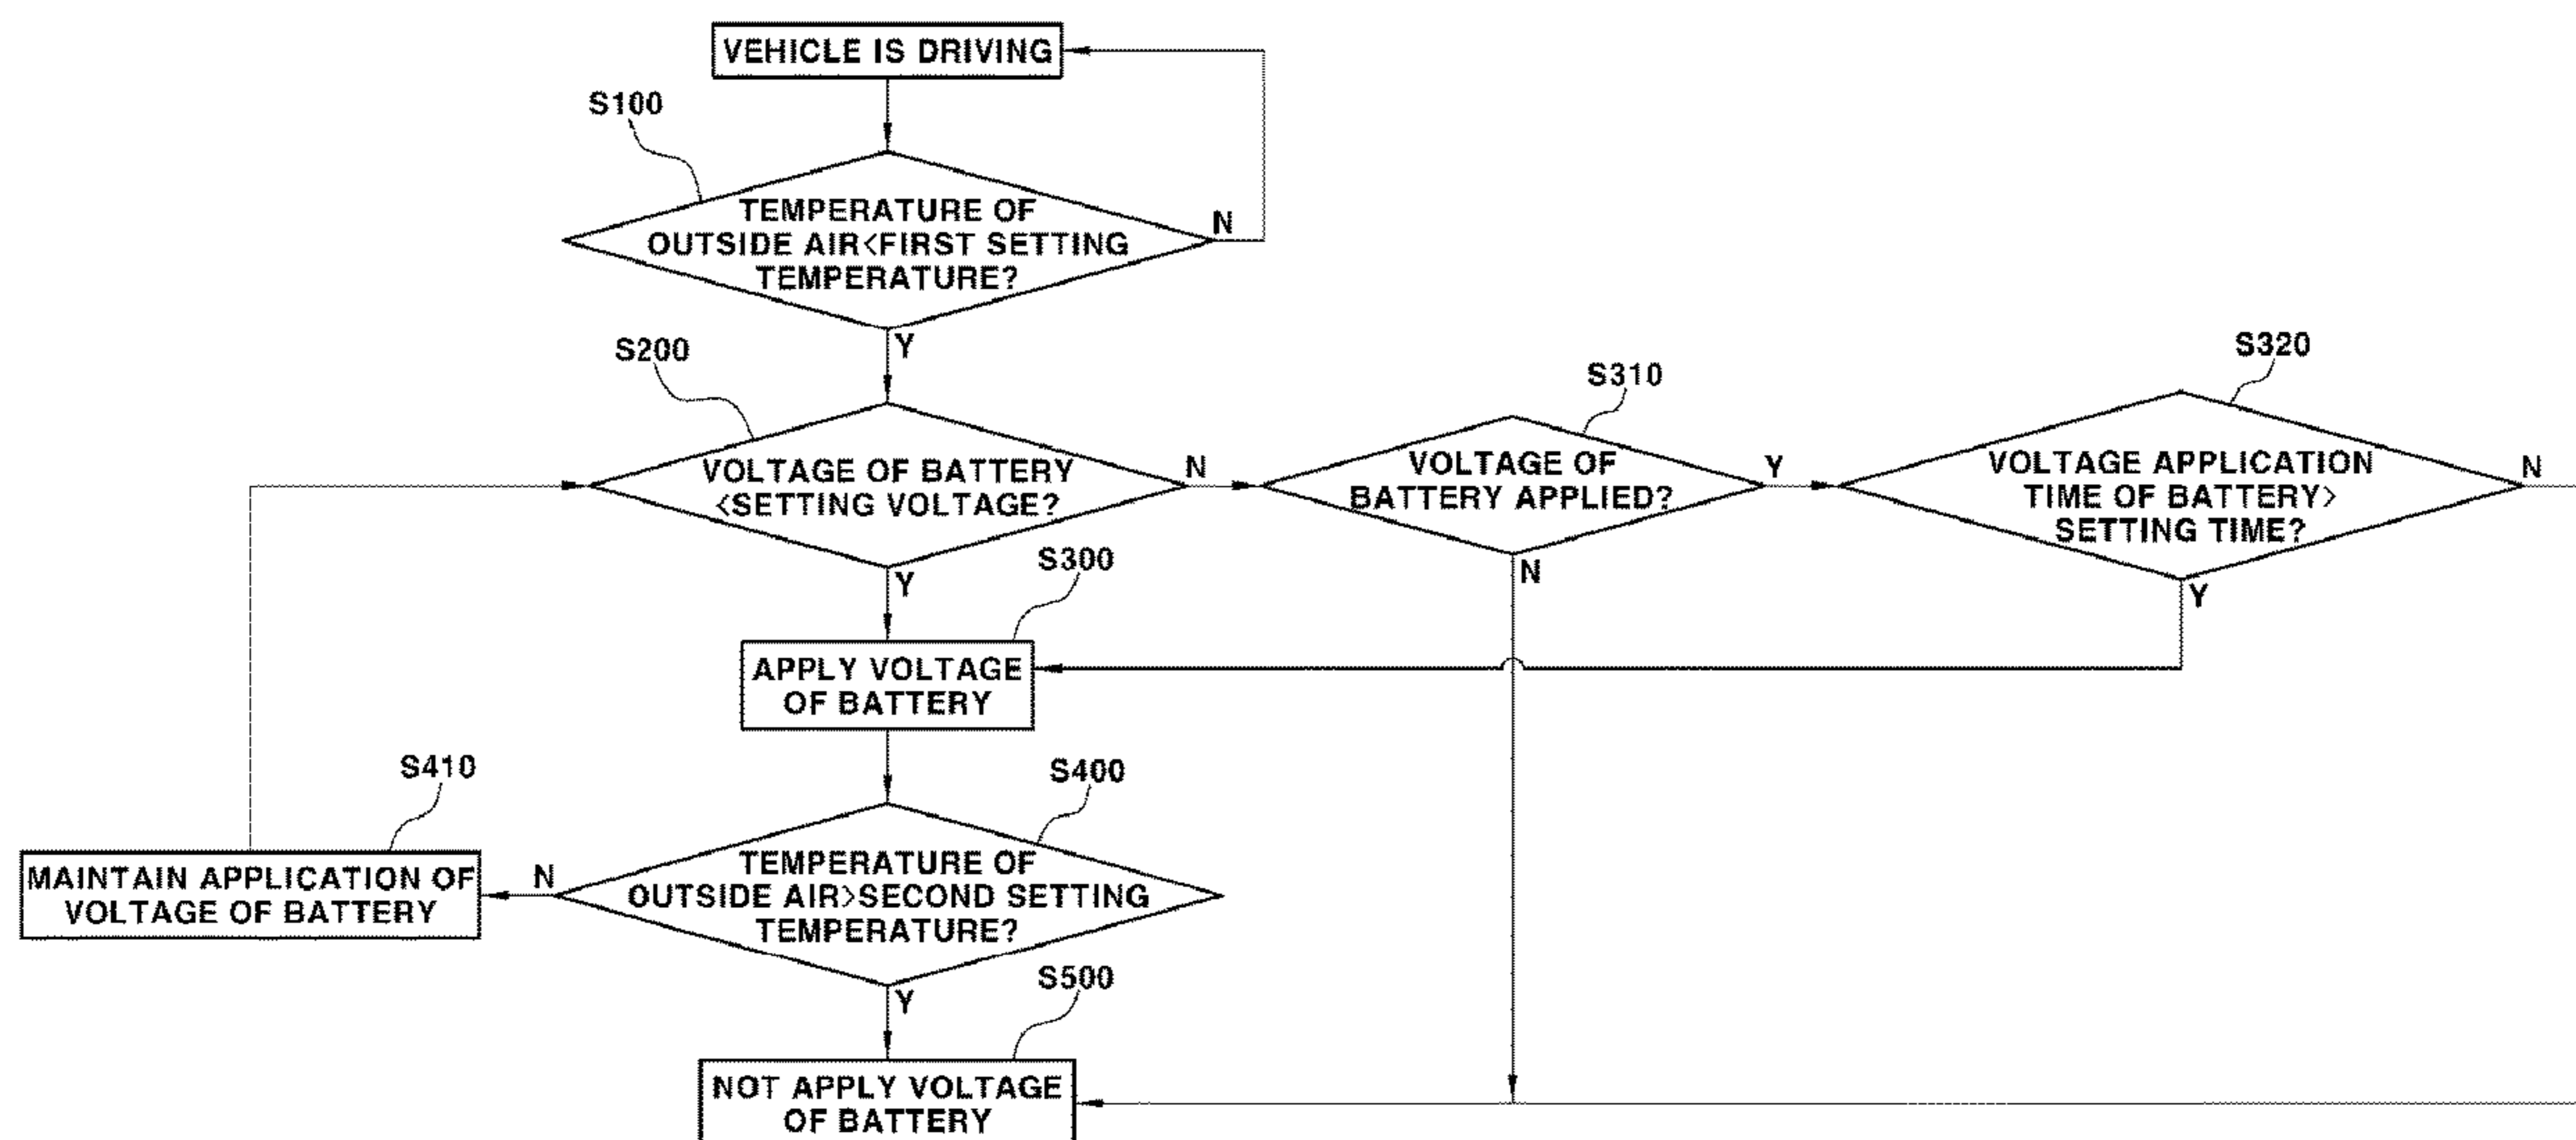 VEHICLE IS DRIVING
S100
TEMPERATURE OF
OUTSIDE AIR<FIRST SETTING
TEMPERATURE?
N
Y
S200
VOLTAGE OF BATTERY
<SETTING VOLTAGE?
N
Y
S310
VOLTAGE OF
BATTERY APPLIED?
Y
N
S320
VOLTAGE APPLICATION
TIME OF BATTERY>
SETTING TIME?
N
Y
S300
APPLY VOLTAGE
OF BATTERY
S400
TEMPERATURE OF
OUTSIDE AIR>SECOND SETTING
TEMPERATURE?
N
Y
S410
MAINTAIN APPLICATION OF
VOLTAGE OF BATTERY
S500
NOT APPLY VOLTAGE
OF BATTERY